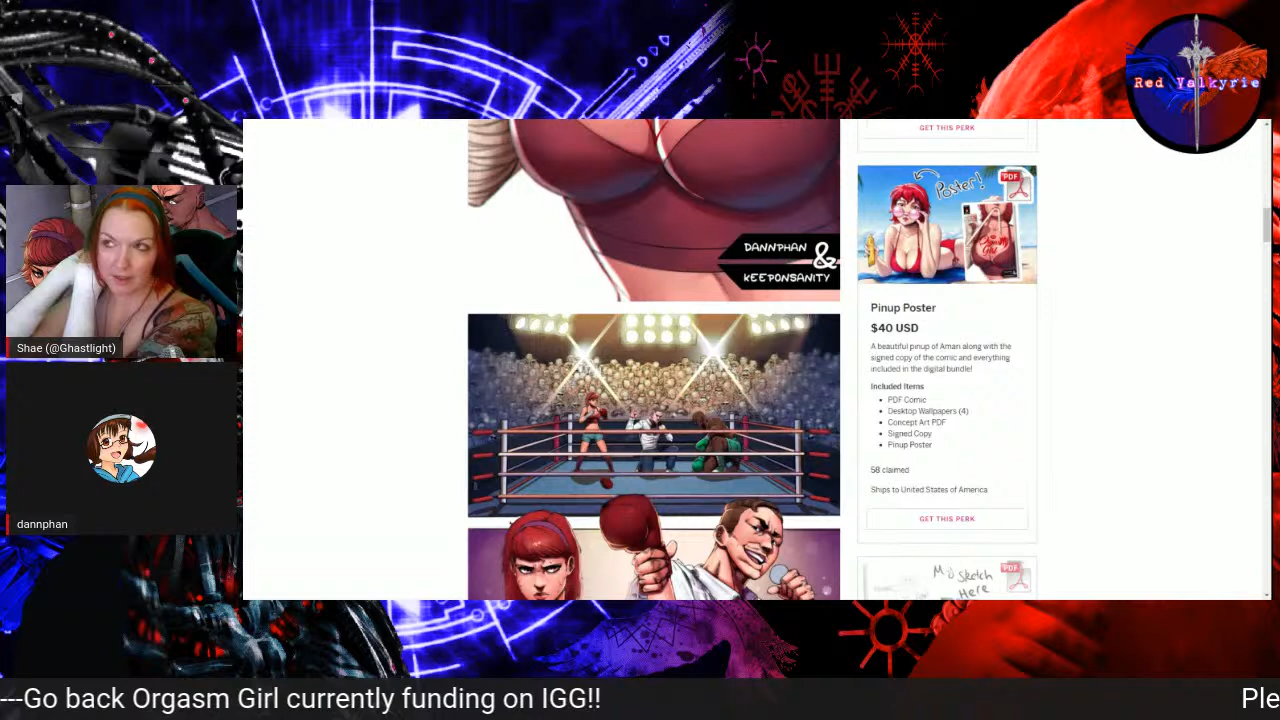 Red Valkyrie
GET THIS PERK
Poster!
PDF
DANNPHAN
&
KEEPONSANITY
Shae (@Ghastlight)
dannphan
Pinup Poster
$40 USD
A beautiful pinup of Aman along with the
signed copy of the comic and everything
included in the digital bundle!
Included Items
PDF Comic
Desktop Wallpapers (4)
Concept Art PDF
Signed Copy
Pinup Poster
58 claimed
Ships to United States of America
GET THIS PERK
Sketch
Here
PDF
---Go back Orgasm Girl currently funding on IGG!!
Ple